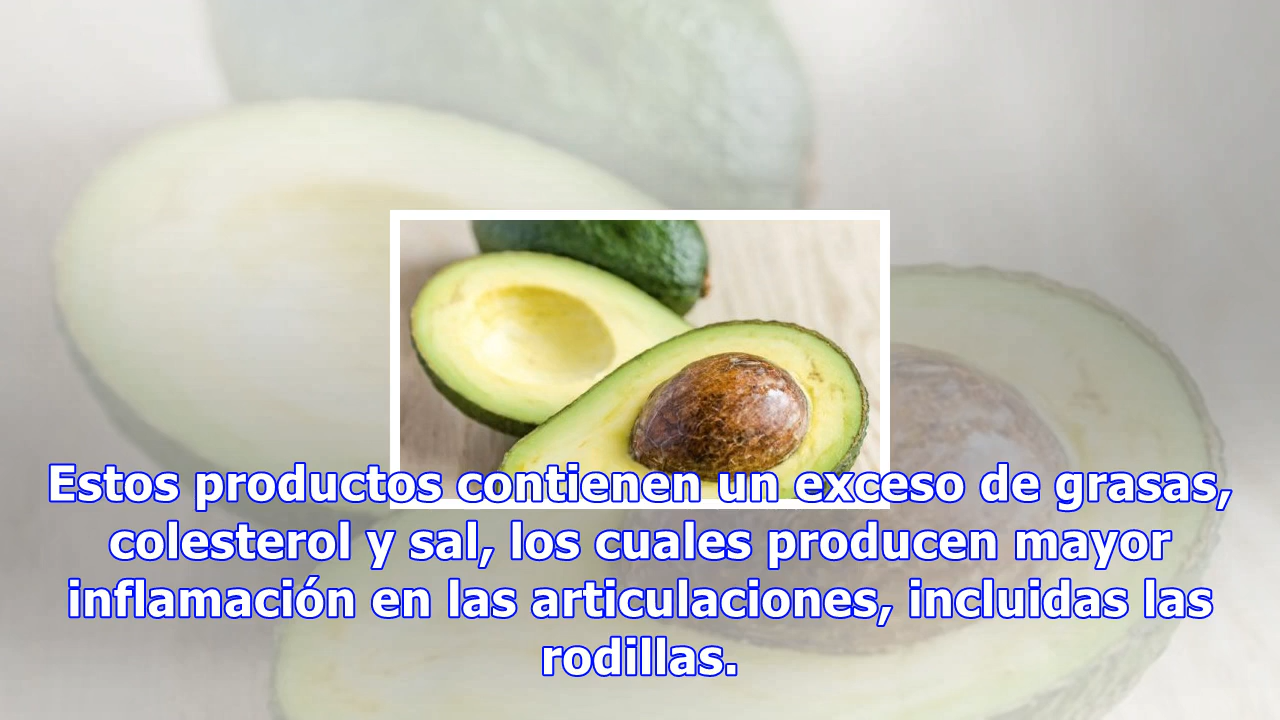 Estos productos contienen un exceso de grasas,
colesterol y sal, los cuales producen mayor
inflamación en las articulaciones, incluidas las
rodillas.